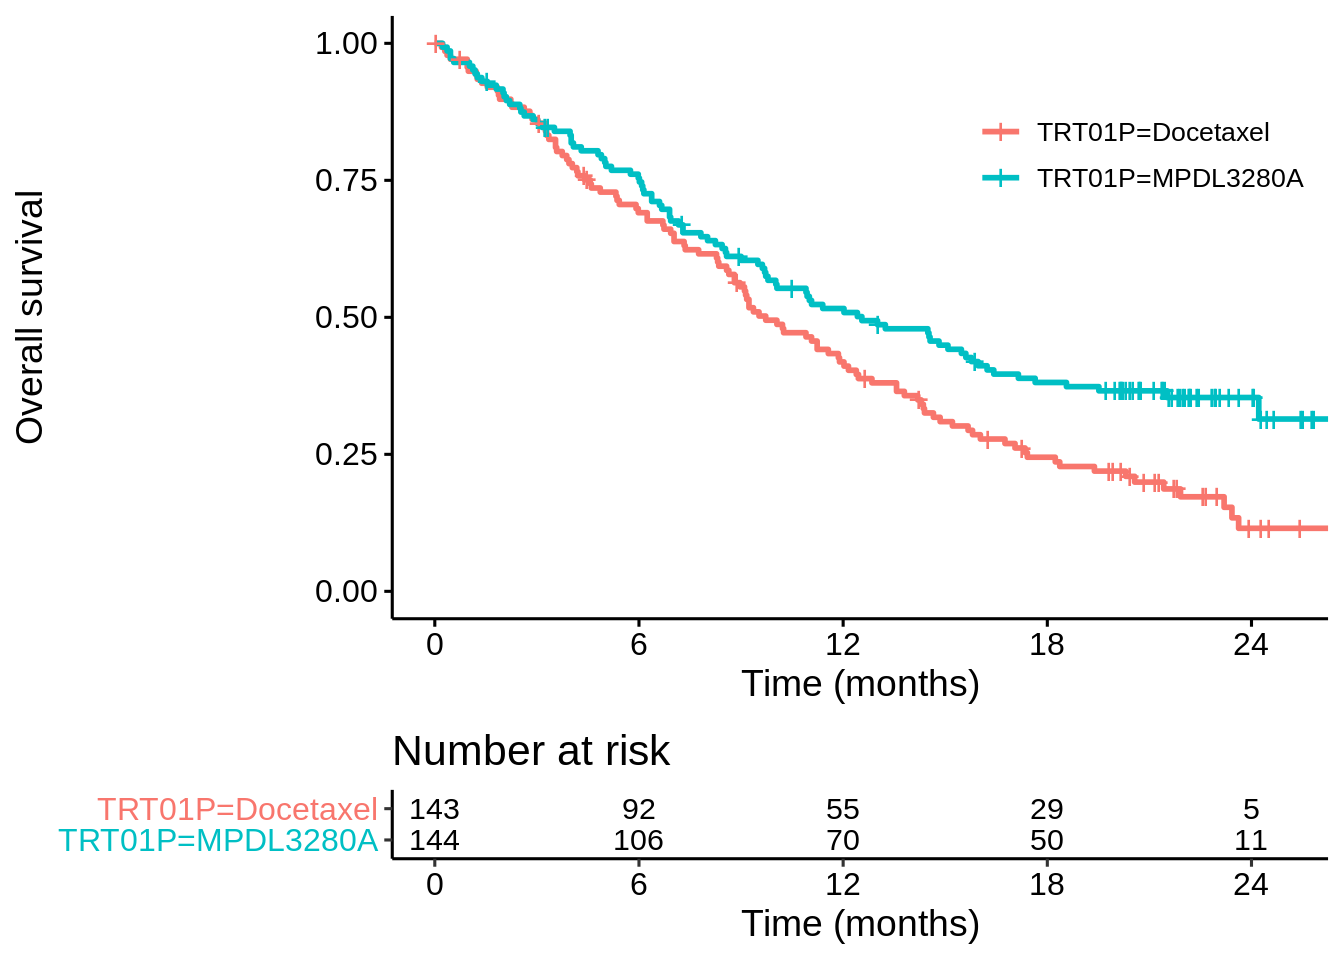 Overall survival
1.00
0.75
0.50
0.25
0.00
TRT01P=Docetaxel
TRT01P=MPDL3280A
0 6 12 18 24
Time (months)
Number at risk
TRT01P=Docetaxel 143 92 55 29 5
TRT01P=MPDL3280A 144 106 70 50 11
0 6 12 18 24
Time (months)